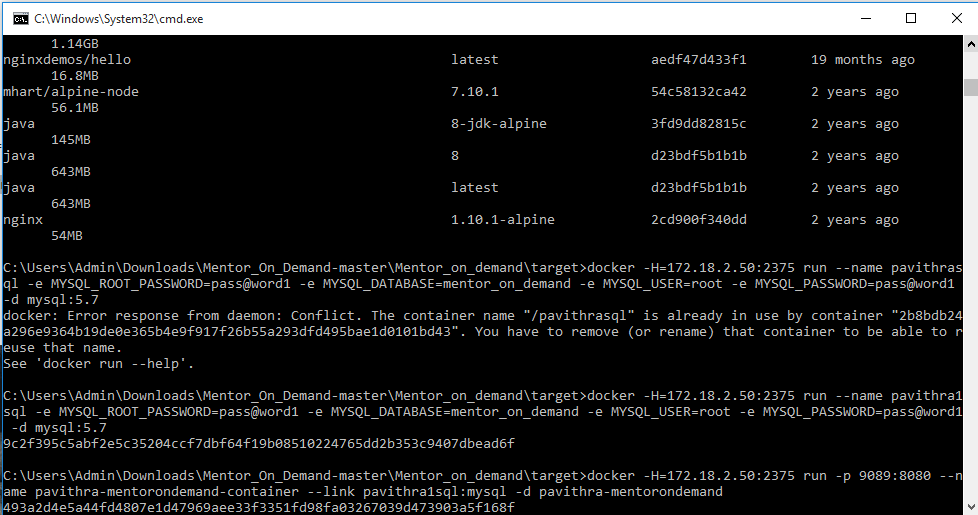 C:\Windows\System32\cmd.exe
1.14GB
nginxdemos/hello latest aedf47d433f1 19 months ago
16.8MB
mhart/alpine-node 7.10.1 54c58132ca42 2 years ago
56.1MB
java 8-jdk-alpine 3fd9dd82815c 2 years ago
145MB
java 8 d23bdf5b1b1b 2 years ago
643MB
java latest d23bdf5b1b1b 2 years ago
643MB
nginx 1.10.1-alpine 2cd900f340dd 2 years ago
54MB
C:\Users\Admin\Downloads\Mentor_On_Demand-master\Mentor_on_demand\target>docker -H=172.18.2.50:2375 run --name pavithras
ql -e MYSQL_ROOT_PASSWORD=pass@word1 -e MYSQL_DATABASE=mentor_on_demand -e MYSQL_USER=root -e MYSQL_PASSWORD=pass@word1
-d mysql:5.7
docker: Error response from daemon: Conflict. The container name "/pavithrasql" is already in use by container "2b8bdb24
a296e9364b19de0e365b4e9f917f26b55a293dfd495bae1d0101bd43". You have to remove (or rename) that container to be able to r
euse that name.
See 'docker run --help'.
C:\Users\Admin\Downloads\Mentor_On_Demand-master\Mentor_on_demand\target>docker -H=172.18.2.50:2375 run --name pavithra1
sql -e MYSQL_ROOT_PASSWORD=pass@word1 -e MYSQL_DATABASE=mentor_on_demand -e MYSQL_USER=root -e MYSQL_PASSWORD=pass@word1
-d mysql:5.7
9c2f395c5abf2e5c35204ccf7dbf64f19b08510224765dd2b353c9407dbead6f
C:\Users\Admin\Downloads\Mentor_On_Demand-master\Mentor_on_demand\target>docker -H=172.18.2.50:2375 run -p 9089:8080 --n
ame pavithra-mentorondemand-container --link pavithra1sql:mysql -d pavithra-mentorondemand
493a2d4e5a44fd4807e1d47969aee33f3351fd98fa03267039d473903a5f168f